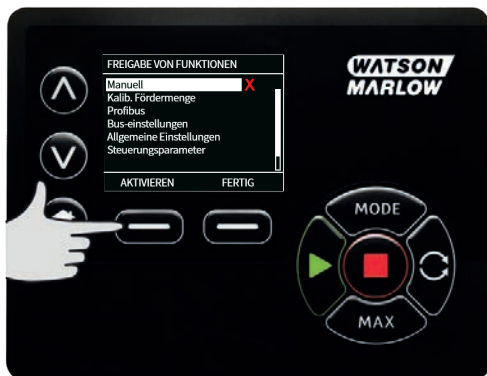 FREIGABE VON FUNKTIONEN
Manuell X
Kalib. Fördermenge
Profibus
Bus-einstellungen
Allgemeine Einstellungen
Steuerungsparameter
AKTIVIEREN FERTIG
WATSON
MARLOW
MODE
MAX